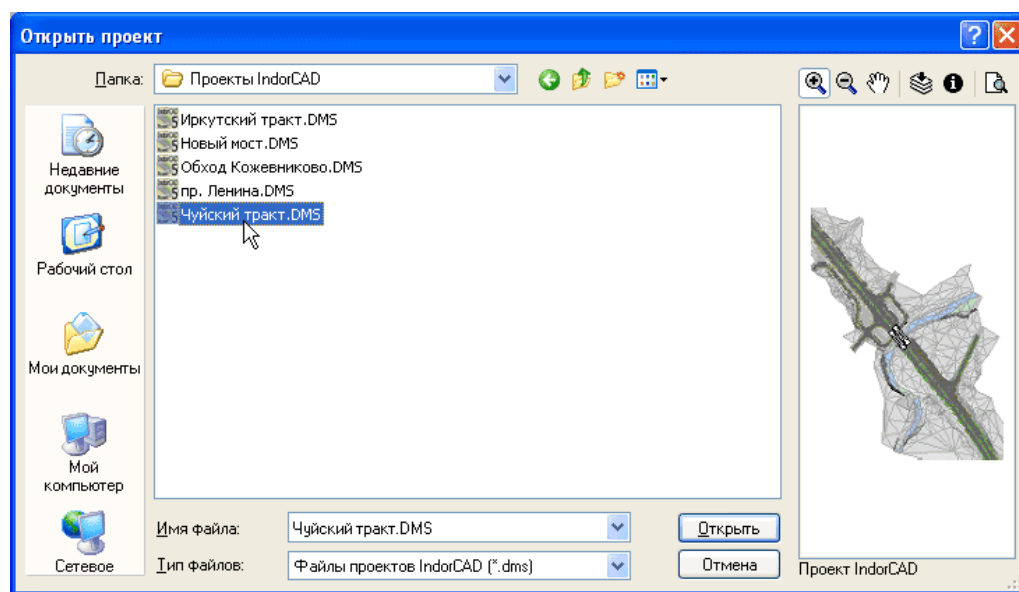 Открыть проект
Папка:
Проекты IndorCAD
Иркутский тракт.DMS
Новый мост.DMS
Обход Кожевниково.DMS
пр. Ленина.DMS
Чуйский тракт.DMS
Недавние
документы
Рабочий стол
Мои документы
Мой
компьютер
Сетевое
Имя файла:
Чуйский тракт.DMS
Открыть
Тип файлов:
Файлы проектов IndorCAD (*.dms)
Отмена
Проект IndorCAD